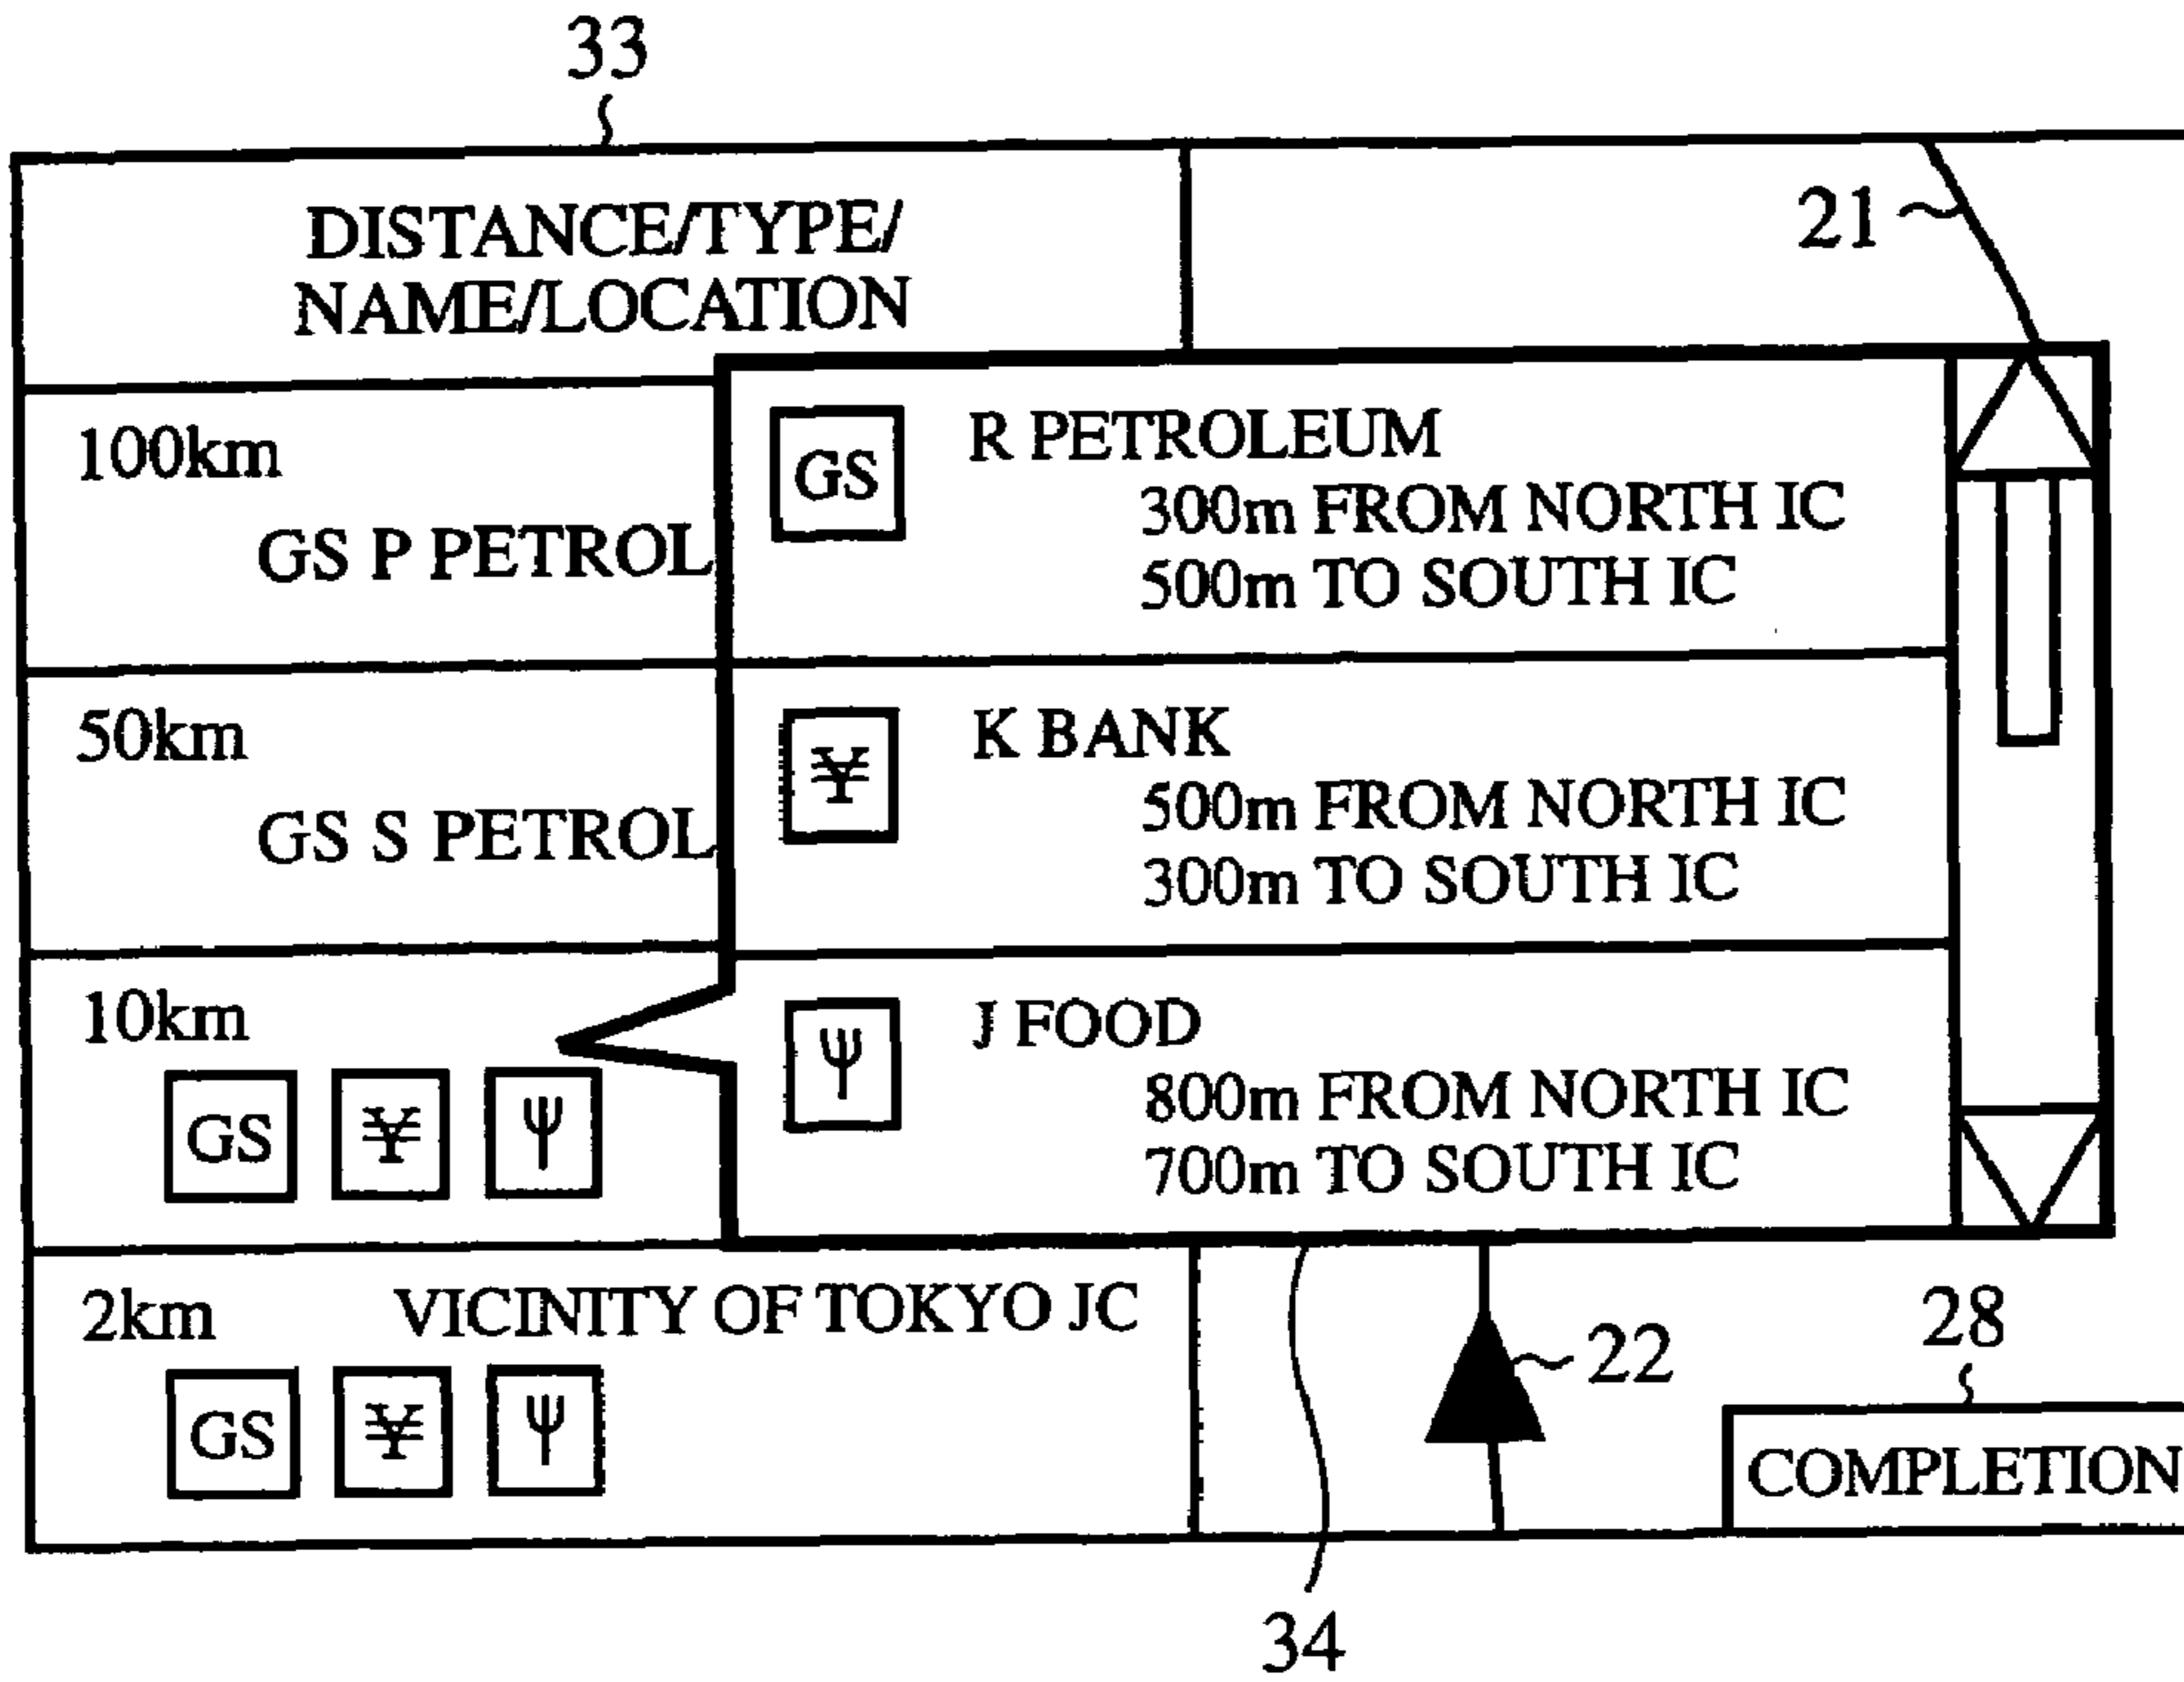 33
DISTANCE/TYPE/
NAME/LOCATION
21
100km
GS P PETROL
GS
R PETROLEUM
300m FROM NORTH IC
500m TO SOUTH IC
50km
GS S PETROL
¥
K BANK
500m FROM NORTH IC
300m TO SOUTH IC
10km
GS ¥
J FOOD
800m FROM NORTH IC
700m TO SOUTH IC
2km VICINITY OF TOKYO JC
GS ¥
22
28
COMPLETION
34